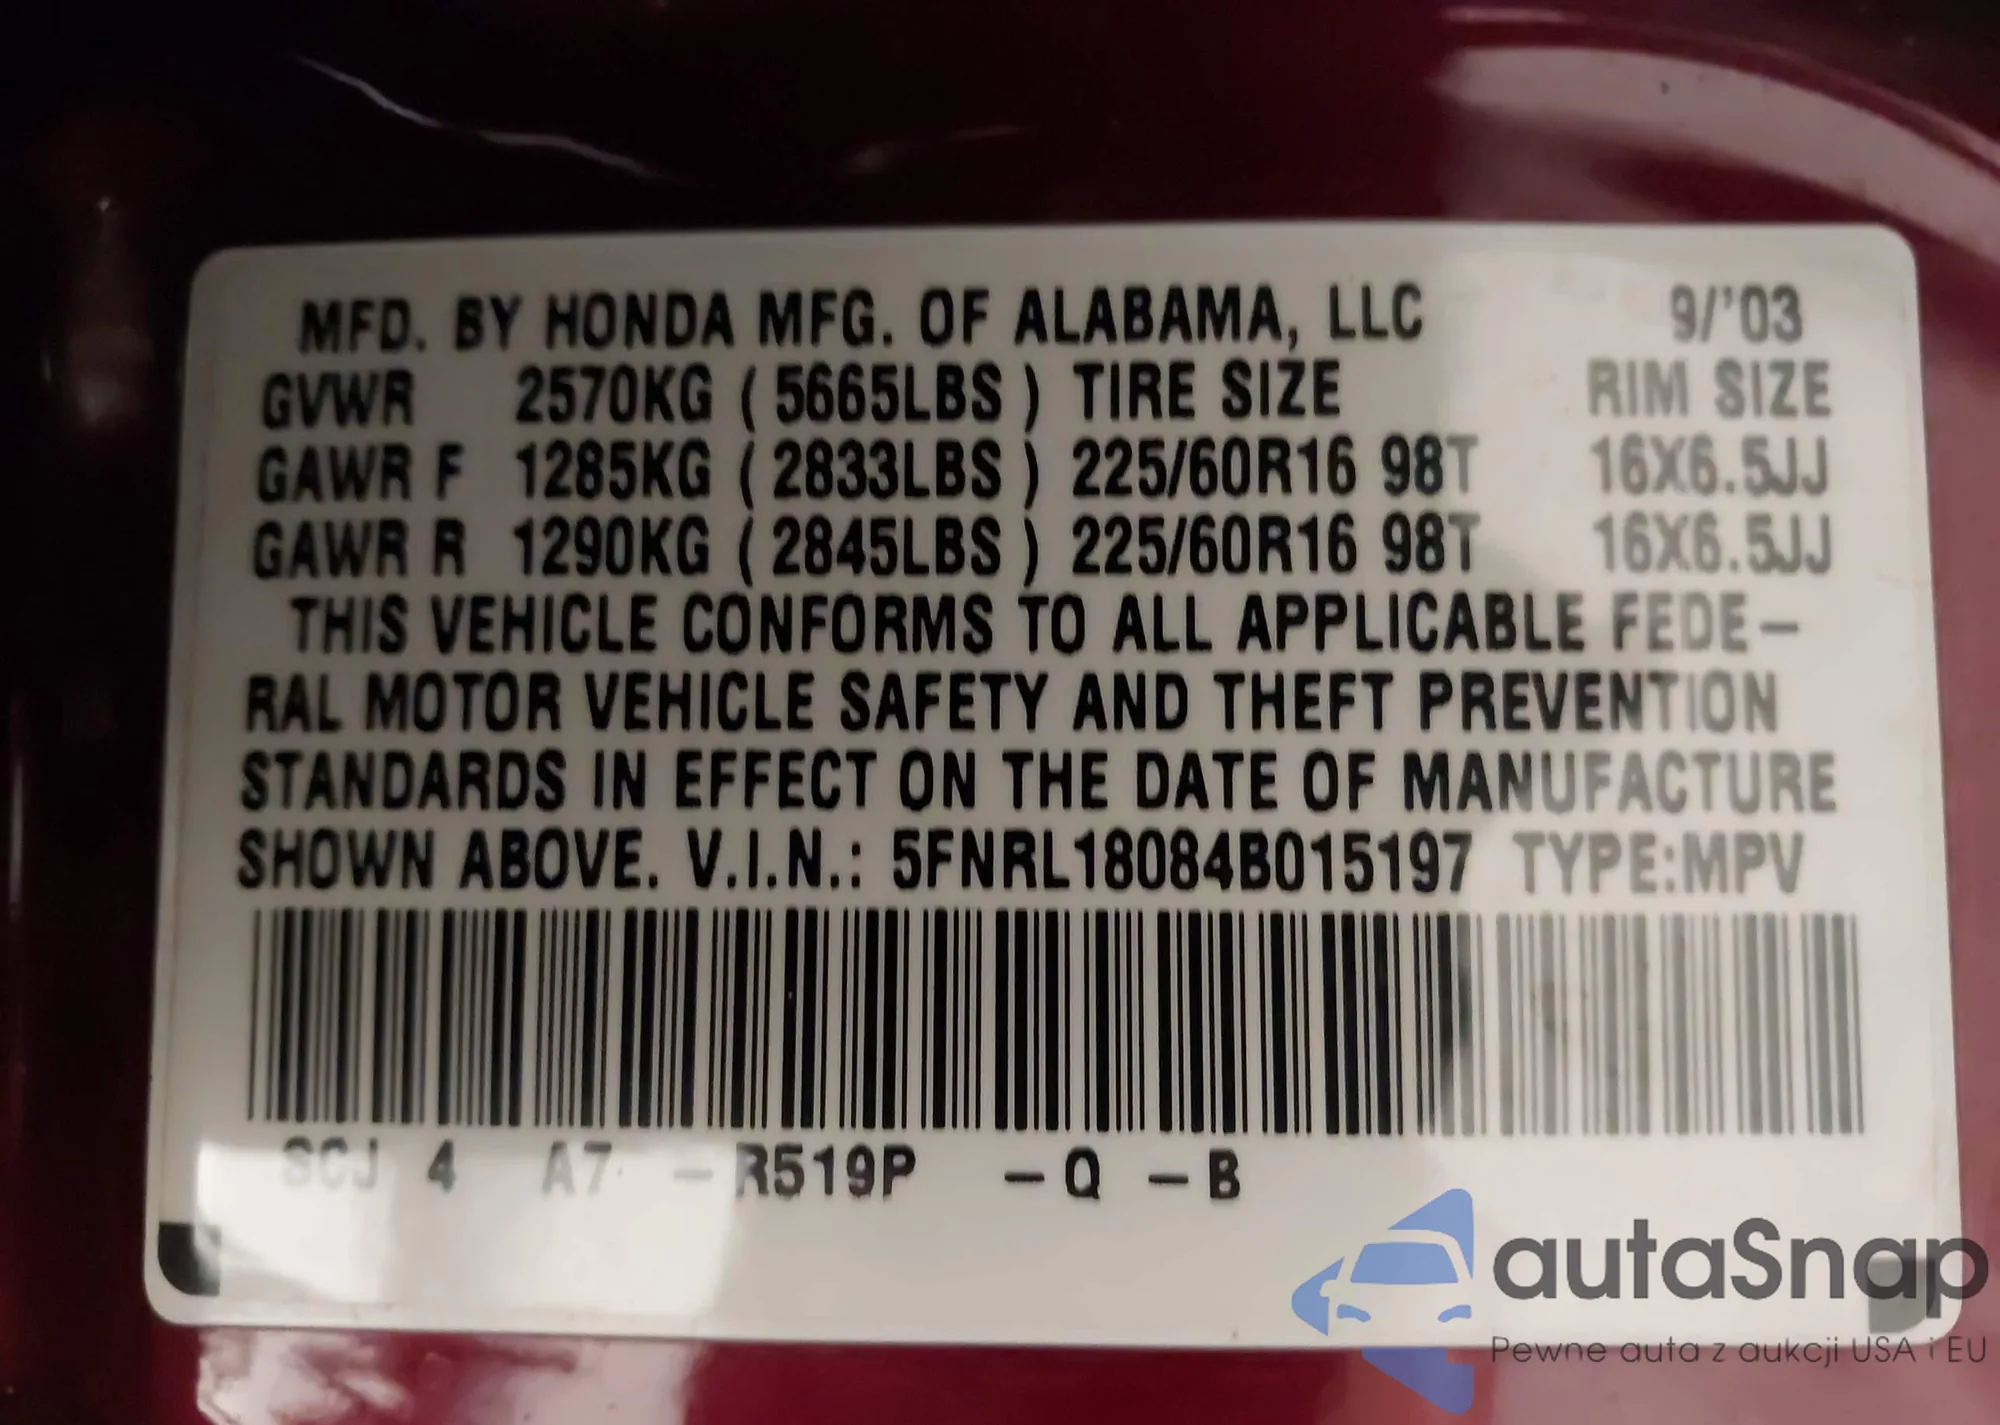 MFD. BY HONDA MFG. OF ALABAMA, LLC 9/'03
GVWR 2570KG ( 5665LBS ) TIRE SIZE RIM SIZE
GAWR F 1285KG ( 2833LBS ) 225/60R16 98T 16X6.5JJ
GAWR R 1290KG ( 2845LBS ) 225/60R16 98T 16X6.5JJ
THIS VEHICLE CONFORMS TO ALL APPLICABLE FEDE–
RAL MOTOR VEHICLE SAFETY AND THEFT PREVENTION
STANDARDS IN EFFECT ON THE DATE OF MANUFACTURE
SHOWN ABOVE. V.I.N.: 5FNRL18084B015197 TYPE:MPV
SCJ 4 A7 –R519P –Q –B
autaSnap
Pewne auta z aukcji USA i EU